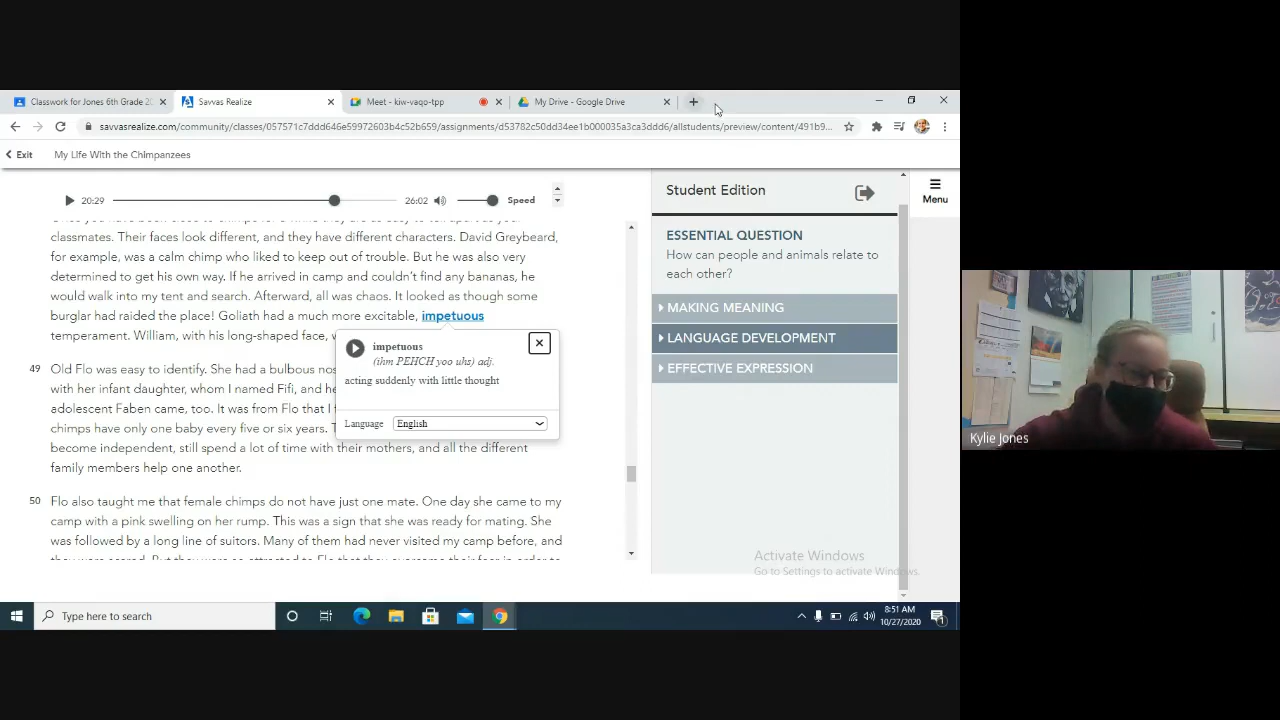 Classwork for Jones 6th Grade 2
Savvas Realize
Meet - kiw-vaqo-tpp
My Drive - Google Drive
savvasrealize.com/community/classes/057571c7ddd646e59972603b4c52b659/assignments/d53782c50dd34ee1b000035a3ca3ddd6/allstudents/preview/content/491b9...
Exit
My Life With the Chimpanzees
20:29
26:02
Speed
classmates. Their faces look different, and they have different characters. David Greybeard,
for example, was a calm chimp who liked to keep out of trouble. But he was also very
determined to get his own way. If he arrived in camp and couldn't find any bananas, he
would walk into my tent and search. Afterward, all was chaos. It looked as though some
burglar had raided the place! Goliath had a much more excitable, impetuous
temperament. William, with his long-shaped face,
impetuous
(ihm PEHCH yoo uhs) adj.
acting suddenly with little thought
Language English
49 Old Flo was easy to identify. She had a bulbous
with her infant daughter, whom I named Fifi, and
adolescent Faben came, too. It was from Flo that
chimps have only one baby every five or six years.
become independent, still spend a lot of time with their mothers, and all the different
family members help one another.
50 Flo also taught me that female chimps do not have just one mate. One day she came to my
camp with a pink swelling on her rump. This was a sign that she was ready for mating. She
was followed by a long line of suitors. Many of them had never visited my camp before, and
Student Edition
Menu
ESSENTIAL QUESTION
How can people and animals relate to
each other?
MAKING MEANING
LANGUAGE DEVELOPMENT
EFFECTIVE EXPRESSION
Activate Windows
Go to Settings to activate Windows.
Type here to search
8:51 AM
10/27/2020
1
Kylie Jones